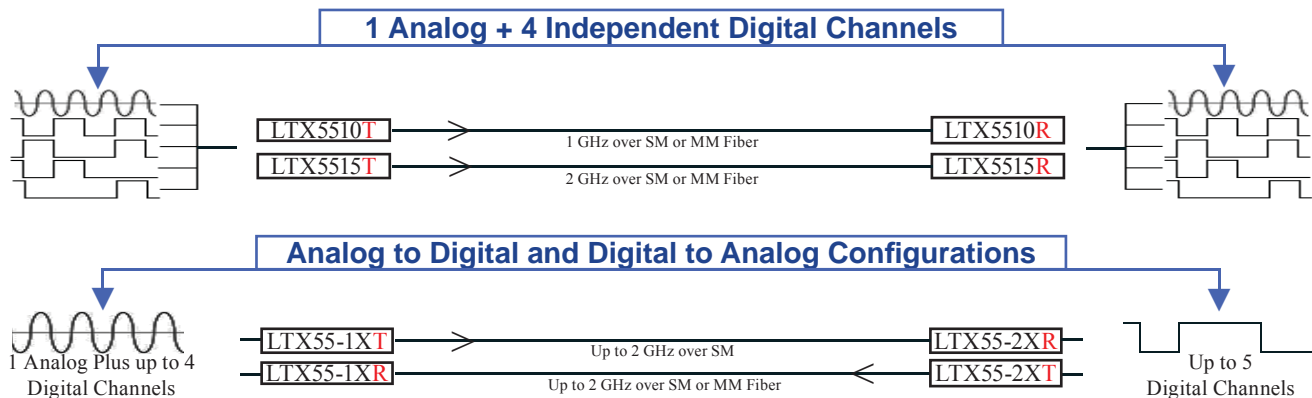 1 Analog + 4 Independent Digital Channels
LTX5510T
1 GHz over SM or MM Fiber
LTX5510R
LTX5515T
2 GHz over SM or MM Fiber
LTX5515R
Analog to Digital and Digital to Analog Configurations
1 Analog Plus up to 4
Digital Channels
LTX55-1XT
Up to 2 GHz over SM
LTX55-2XR
LTX55-1XR
Up to 2 GHz over SM or MM Fiber
LTX55-2XT
Up to 5
Digital Channels